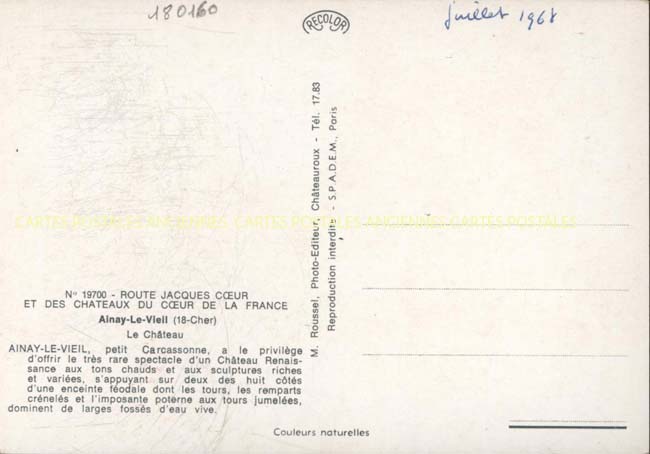 180160
RECOLOR
juillet 1968
CARTES POSTALES ANCIENNES CARTES POSTALES ANCIENNES CARTES POSTALES
N° 19700 - ROUTE JACQUES CŒUR
ET DES CHATEAUX DU CŒUR DE LA FRANCE
Ainay-Le-Vieil (18-Cher)
Le Château
AINAY-LE-VIEIL, petit Carcassonne, a le privilège
d'offrir le très rare spectacle d'un Château Renais-
sance aux tons chauds et aux sculptures riches
et variées, s'appuyant sur deux des huit côtés
d'une enceinte féodale dont les tours, les remparts
crénelés et l'imposante poterne aux tours jumelées,
dominent de larges fossés d'eau vive.
M. Roussel, Photo-Editeur, Châteauroux - Tél. 17.83
Reproduction interdite - S.P.A.D.E.M., Paris
Couleurs naturelles